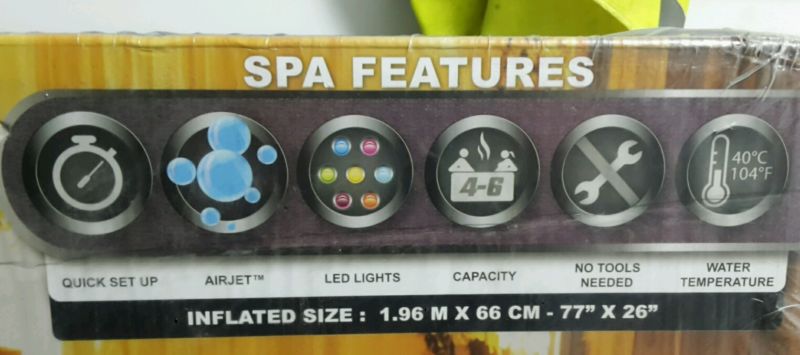 SPA FEATURES
4-6
40°C
104°F
QUICK SET UP
AIRJET™
LED LIGHTS
CAPACITY
NO TOOLS
NEEDED
WATER
TEMPERATURE
INFLATED SIZE : 1.96 M X 66 CM - 77” X 26”